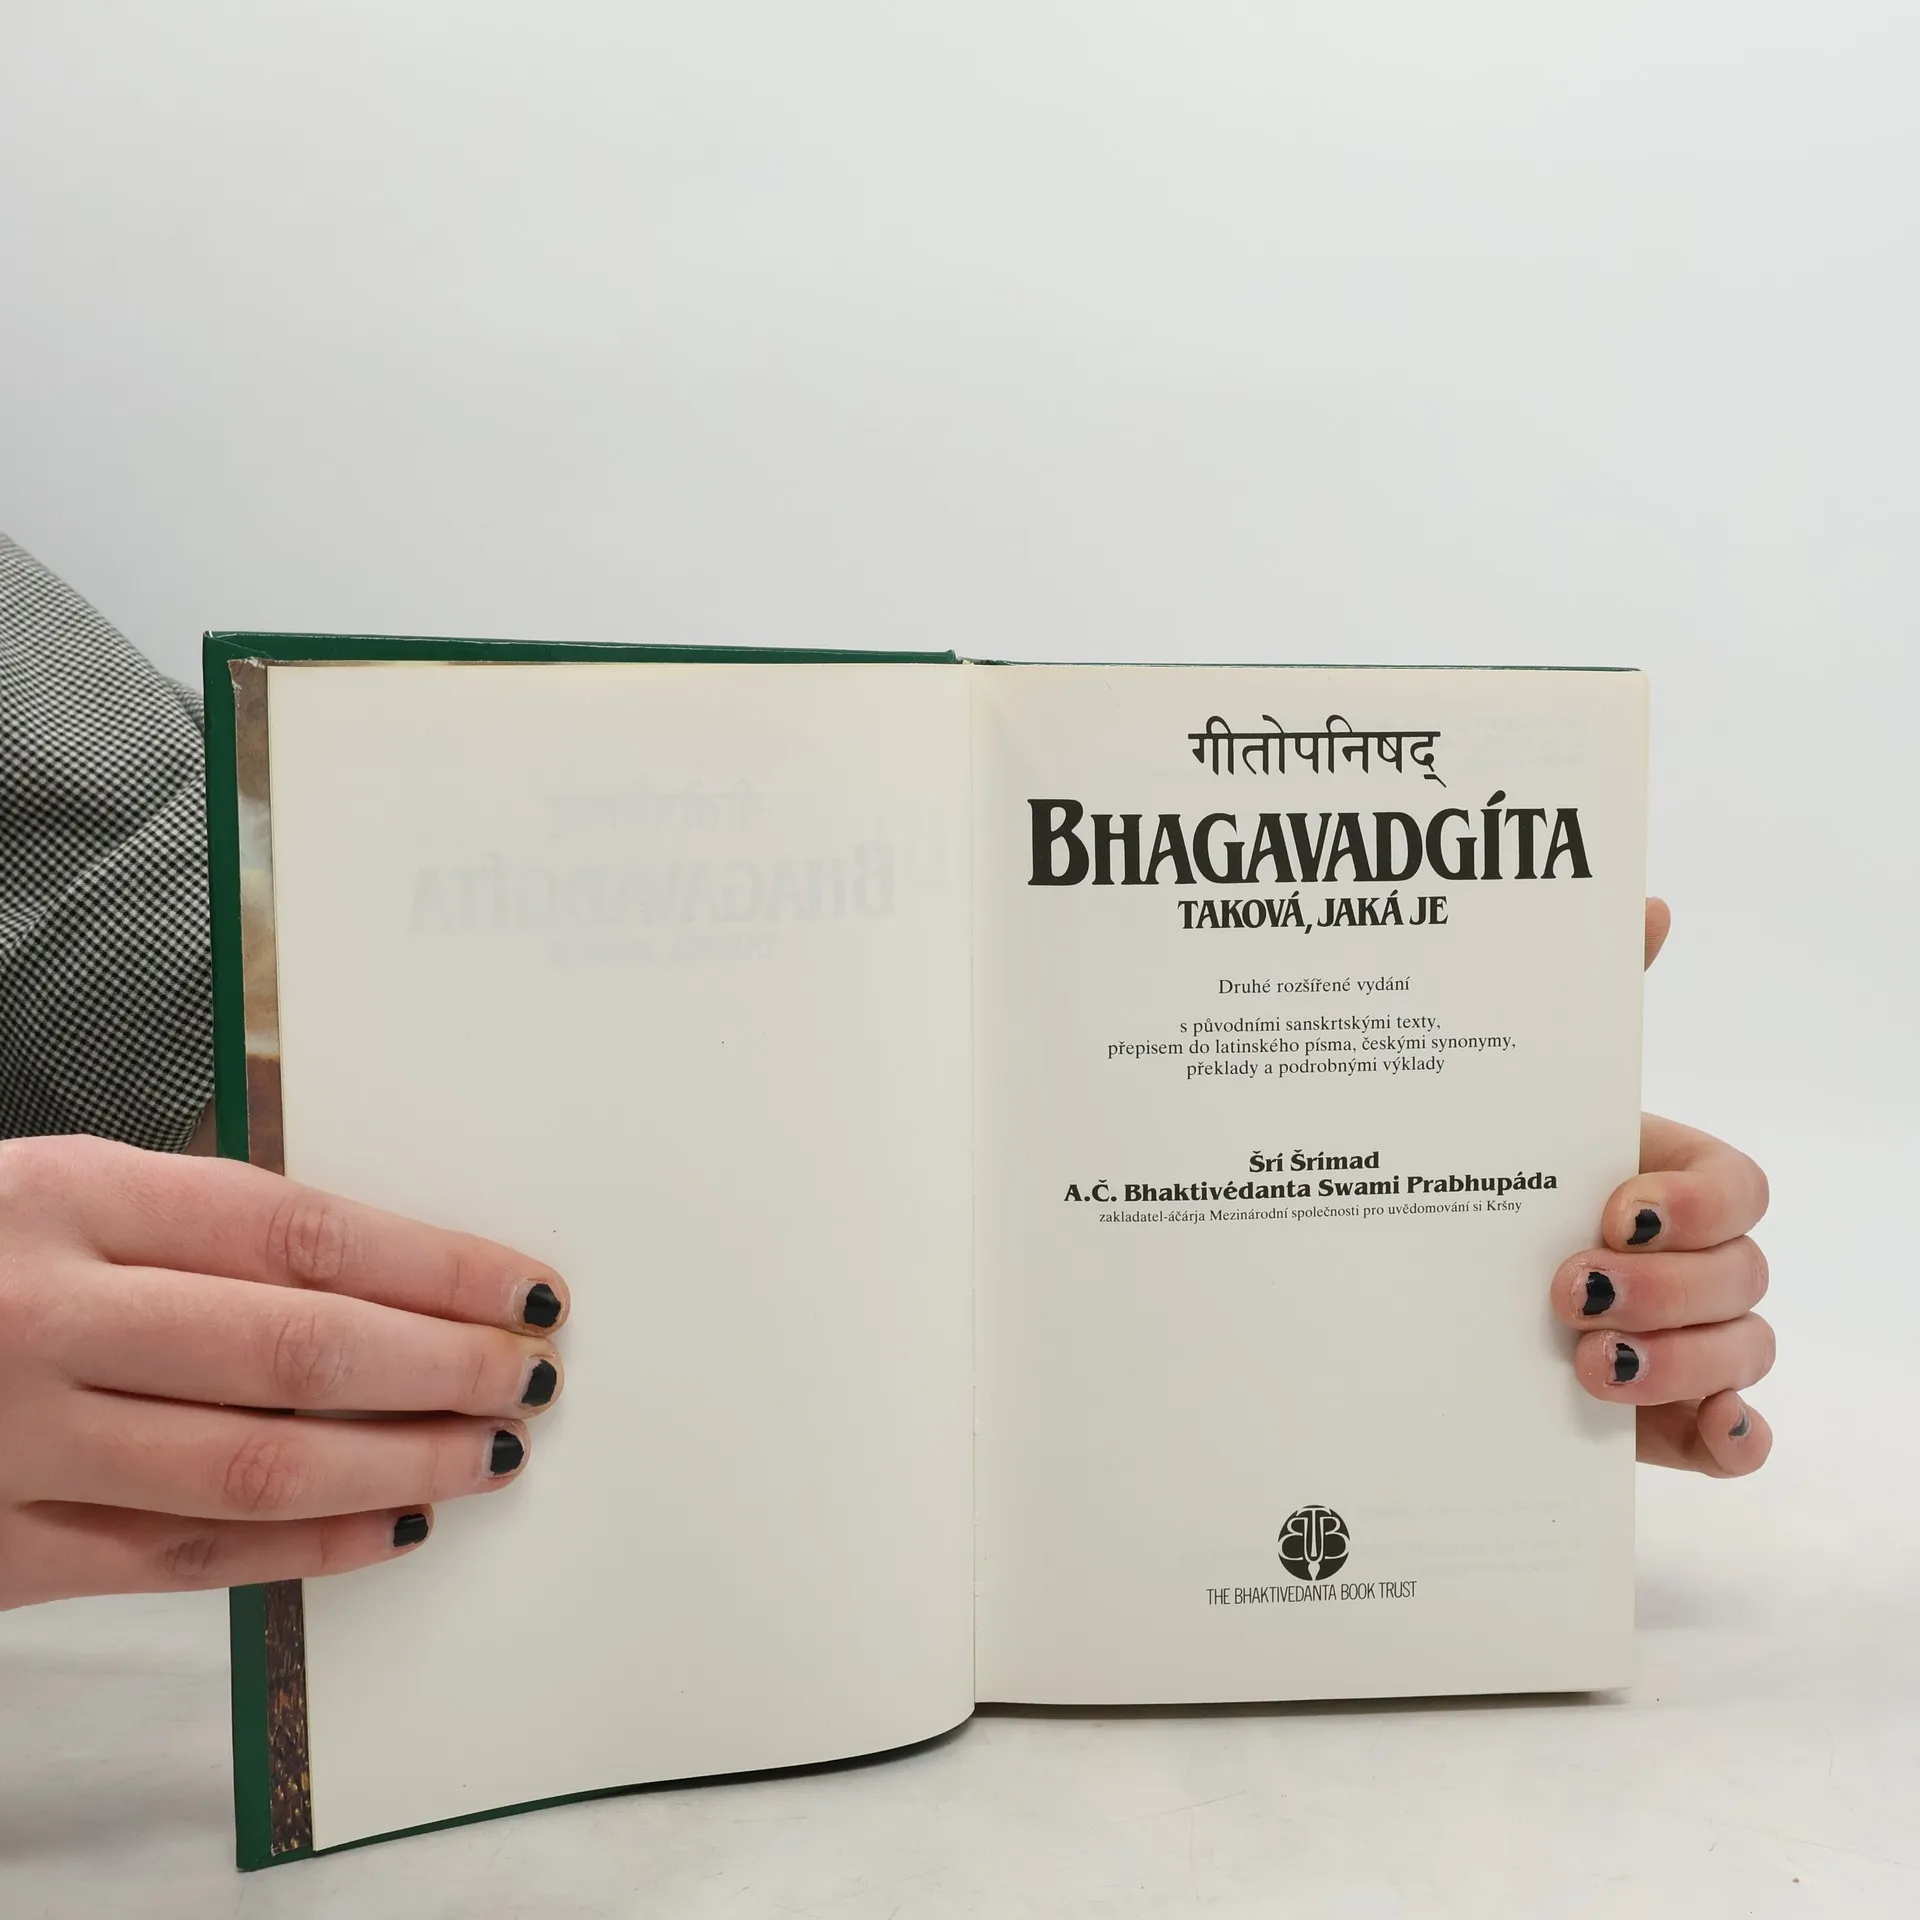 गीतोपनिषद्
BHAGAVADGÍTA
TAKOVÁ, JAKÁ JE
Druhé rozšířené vydání
s původními sanskrtskými texty,
přepisem do latinského písma, českými synonymy,
překlady a podrobnými výklady
Šrí Šrímad
A.Č. Bhaktivédanta Swami Prabhupáda
zakladatel-áčárja Mezinárodní společnosti pro uvědomování si Kršny
BBT
THE BHAKTIVEDANTA BOOK TRUST